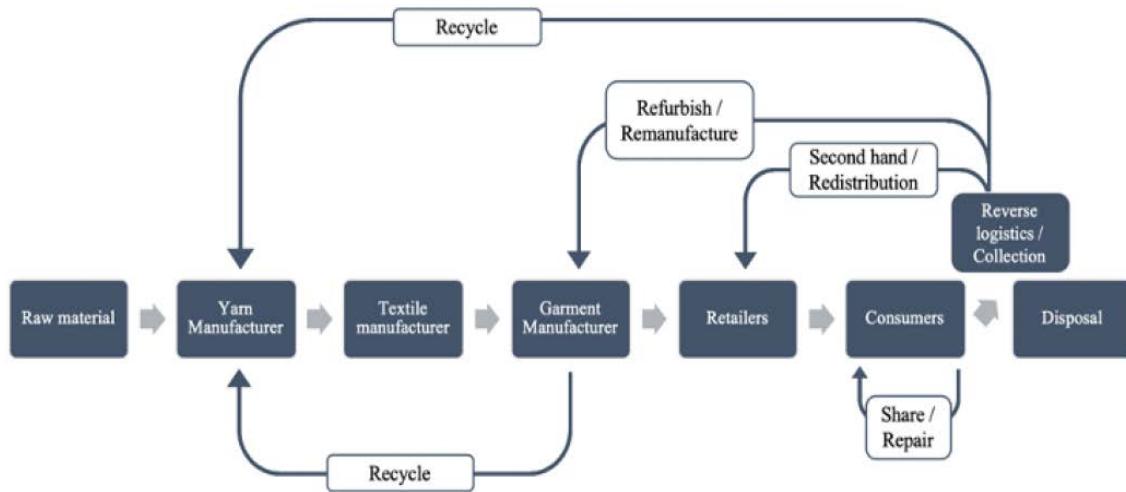 Recycle
Refurbish /
Remanufacture
Second hand /
Redistribution
Reverse
logistics /
Collection
Raw material
Yarn
Manufacturer
Textile
manufacturer
Garment
Manufacturer
Retailers
Consumers
Disposal
Share /
Repair
Recycle